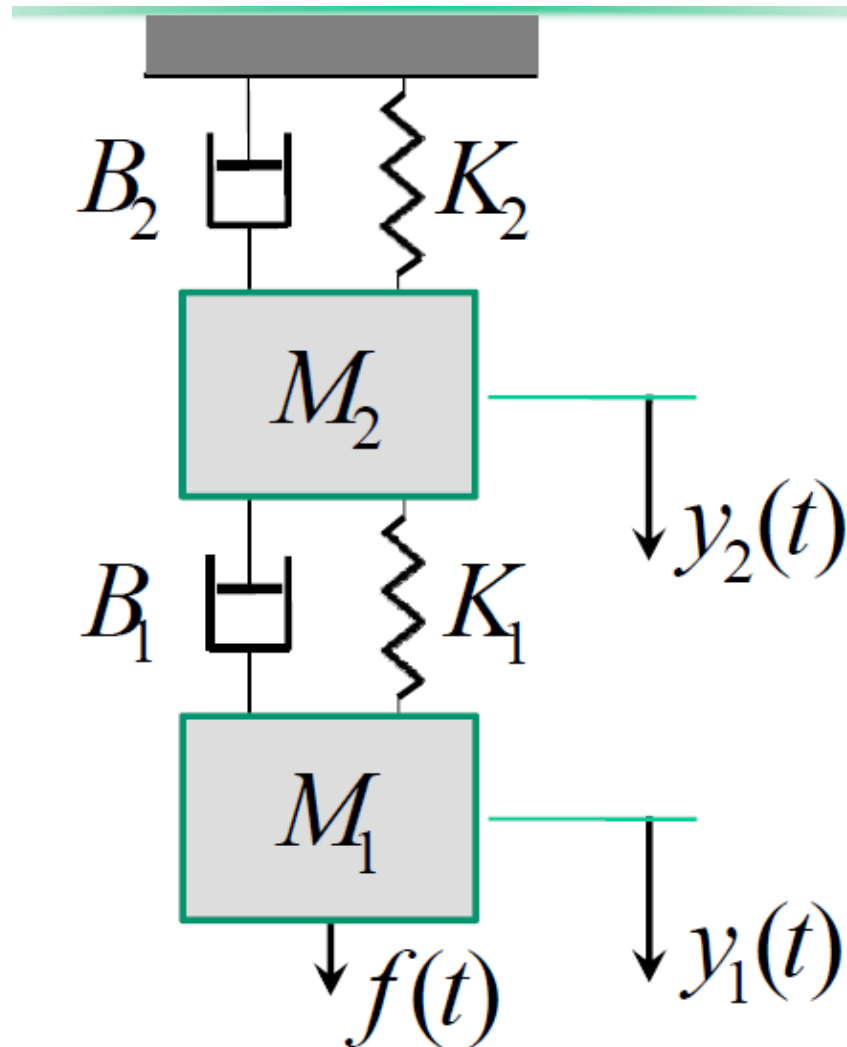 B₂ K₂
M₂
y₂(t)
B₁ K₁
M₁
y₁(t)
f(t)